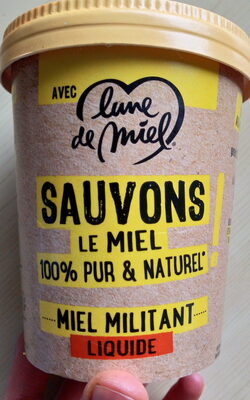 AVEC
lune
de miel®
SAUVONS
LE MIEL
100% PUR & NATUREL*
!
MIEL MILITANT
LIQUIDE